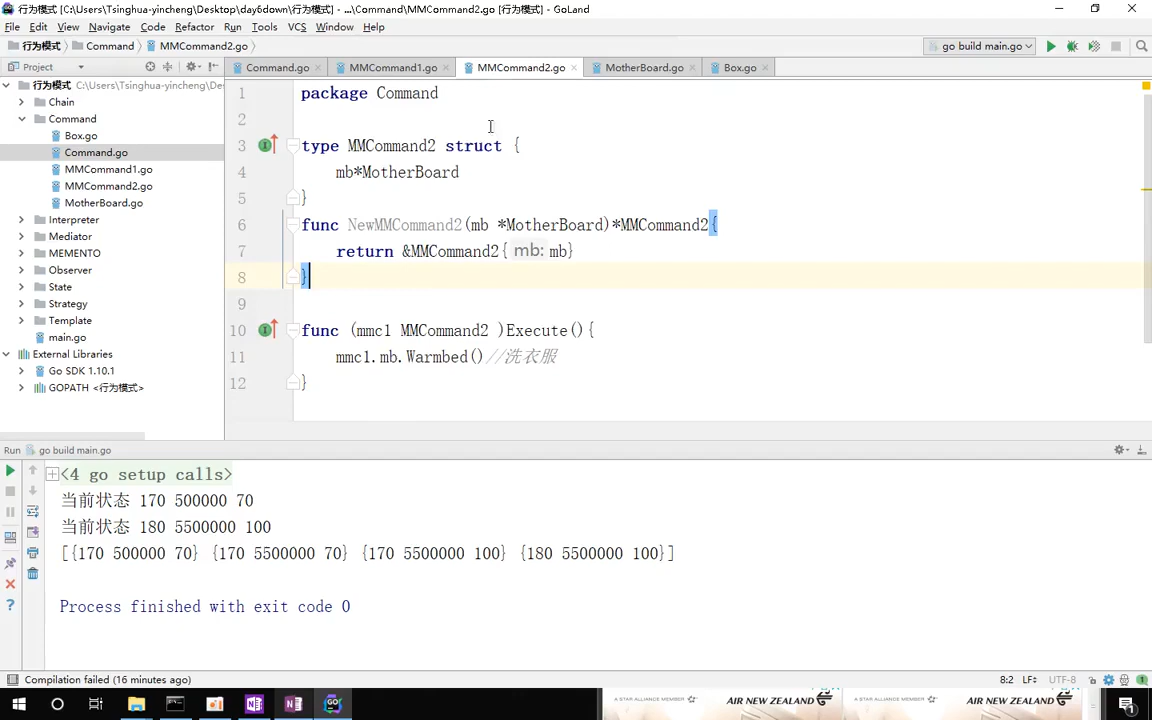 行为模式 [C:\Users\Tsinghua-yincheng\Desktop\day6down\行为模式] - ...\Command\MMCommand2.go [行为模式] - GoLand
File Edit View Navigate Code Refactor Run Tools VCS Window Help
行为模式 Command MMCommand2.go go build main.go
Project Command.go MMCommand1.go MMCommand2.go MotherBoard.go Box.go
行为模式 C:\Users\Tsinghua-yincheng\De
Chain
Command
Box.go
Command.go
MMCommand1.go
MMCommand2.go
MotherBoard.go
Interpreter
Mediator
MEMENTO
Observer
State
Strategy
Template
main.go
External Libraries
Go SDK 1.10.1
GOPATH <行为模式>
1 package Command
2
3 type MMCommand2 struct {
4 mb*MotherBoard
5 }
6 func NewMMCommand2(mb *MotherBoard)*MMCommand2{
7 return &MMCommand2{ mb: mb}
8 }
9
10 func (mmc1 MMCommand2 )Execute(){
11 mmc1.mb.Warmbed()//洗衣服
12 }
Run go build main.go
<4 go setup calls>
当前状态 170 500000 70
当前状态 180 5500000 100
[{170 500000 70} {170 5500000 70} {170 5500000 100} {180 5500000 100}]
Process finished with exit code 0
Compilation failed (16 minutes ago) 8:2 LF÷ UTF-8
A STAR ALLIANCE MEMBER AIR NEW ZEALAND A STAR ALLIANCE MEMBER AIR NEW ZEALAND